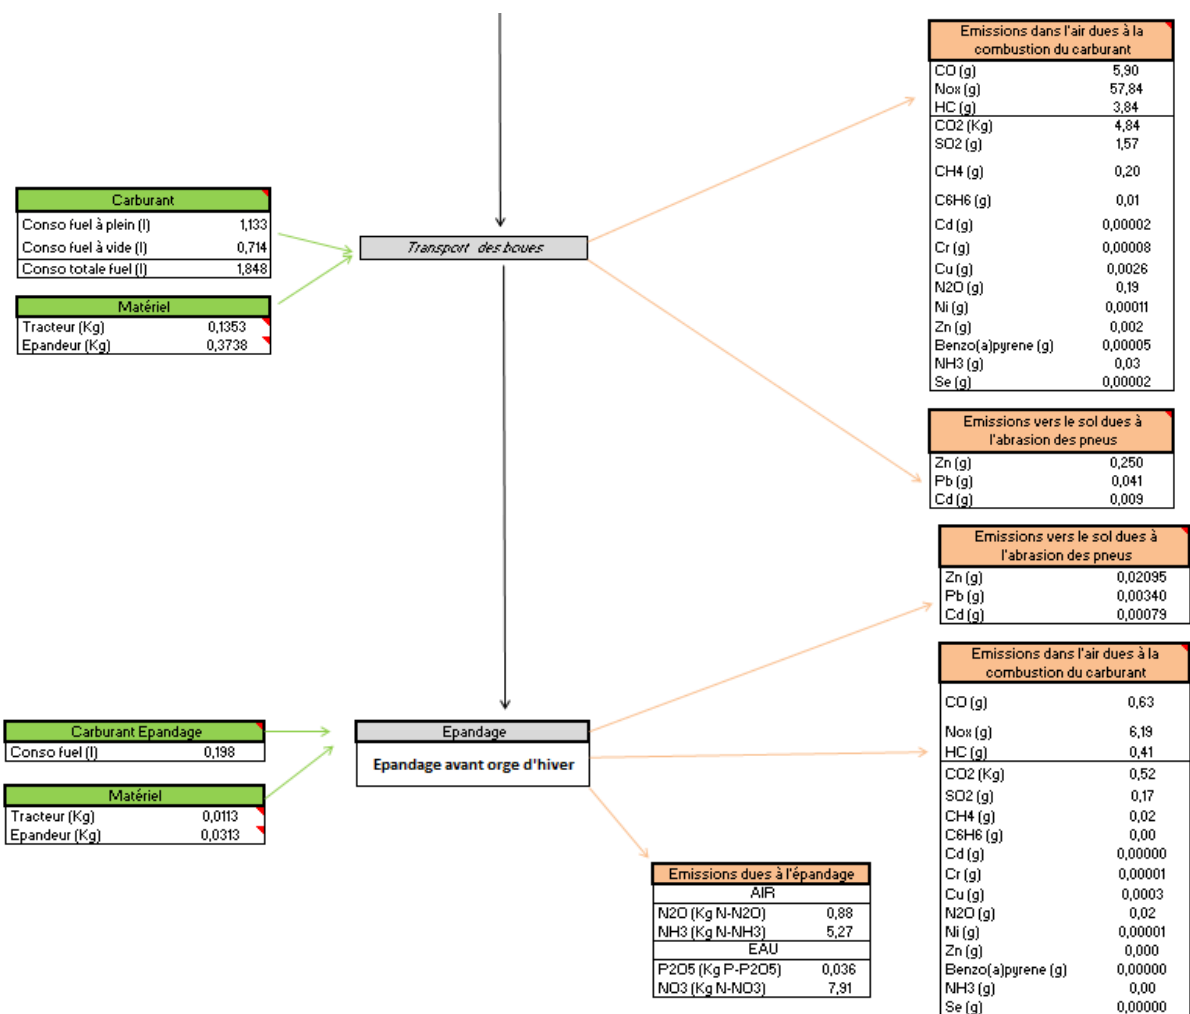 Emissions dans l'air dues à la
combustion du carburant
CO (g) 5,90
Nox (g) 57,84
HC (g) 3,84
CO2 (Kg) 4,84
SO2 (g) 1,57
CH4 (g) 0,20
C6H6 (g) 0,01
Cd (g) 0,00002
Cr (g) 0,00008
Cu (g) 0,0026
N2O (g) 0,19
Ni (g) 0,00011
Zn (g) 0,002
Benzo(a)pyrene (g) 0,00005
NH3 (g) 0,03
Se (g) 0,00002
Carburant
Conso fuel à plein (l) 1,133
Conso fuel à vide (l) 0,714
Conso totale fuel (l) 1,848
Transport des boues
Matériel
Tracteur (Kg) 0,1353
Epandeur (Kg) 0,3738
Emissions vers le sol dues à
l'abrasion des pneus
Zn (g) 0,250
Pb (g) 0,041
Cd (g) 0,009
Emissions vers le sol dues à
l'abrasion des pneus
Zn (g) 0,02095
Pb (g) 0,00340
Cd (g) 0,00079
Carburant Epandage
Conso fuel (l) 0,198
Epandage
Epandage avant orge d'hiver
Matériel
Tracteur (Kg) 0,0113
Epandeur (Kg) 0,0313
Emissions dans l'air dues à la
combustion du carburant
CO (g) 0,63
Nox (g) 6,19
HC (g) 0,41
CO2 (Kg) 0,52
SO2 (g) 0,17
CH4 (g) 0,02
C6H6 (g) 0,00
Cd (g) 0,00000
Cr (g) 0,00001
Cu (g) 0,0003
N2O (g) 0,02
Ni (g) 0,00001
Zn (g) 0,000
Benzo(a)pyrene (g) 0,00000
NH3 (g) 0,00
Se (g) 0,00000
Emissions dues à l'épandage
AIR
N2O (Kg N-N2O) 0,88
NH3 (Kg N-NH3) 5,27
EAU
P2O5 (Kg P-P2O5) 0,036
NO3 (Kg N-NO3) 7,91